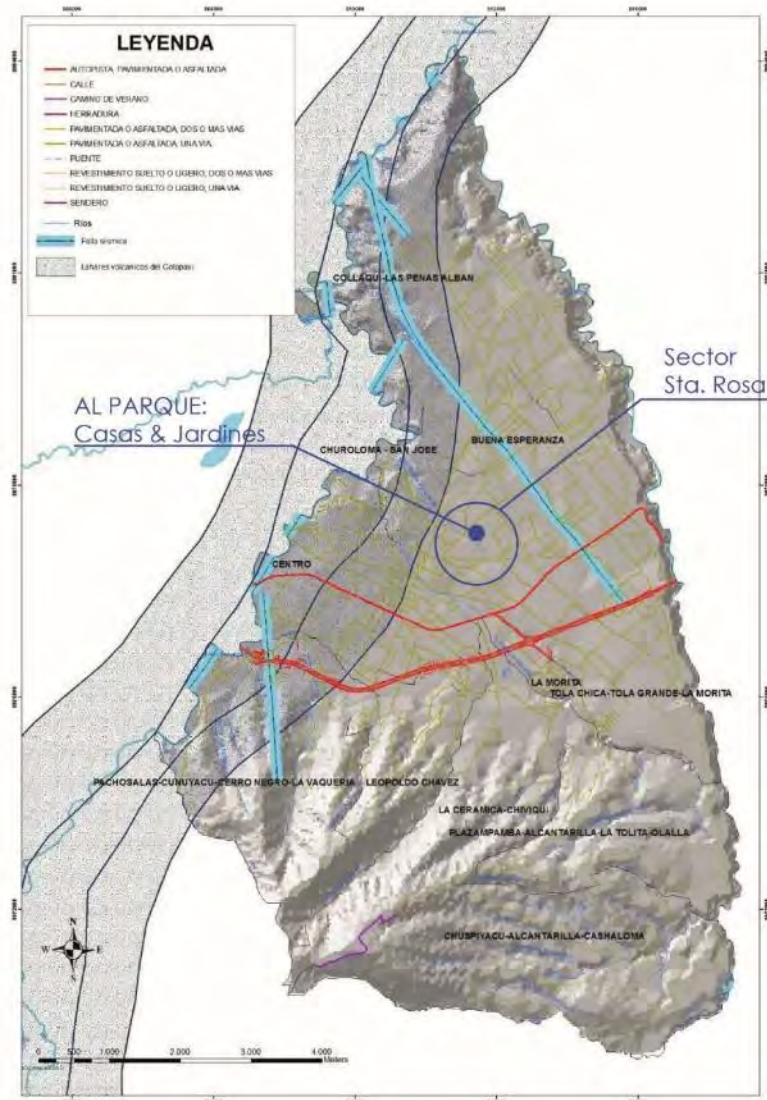 LEYENDA
AUTOPISTA, PAVIMENTADA O ASFALTADA
CALLE
CAMINO DE VERANO
HERRADURA
PAVIMENTADA O ASFALTADA, DOS O MAS VIAS
PAVIMENTADA O ASFALTADA, UNA VIA
PUENTE
REVESTIMIENTO SUELTO O LIGERO, DOS O MAS VIAS
REVESTIMIENTO SUELTO O LIGERO, UNA VIA
SENDERO
Rios
Falla sismica
Lahares volcanicos del Cotopaxi
COLLAQUI-LAS PENAS ALBAN
Sector
Sta. Rosa
AL PARQUE:
Casas & Jardines
BUENA ESPERANZA
CHUROLOMA - SAN JOSE
CENTRO
LA MORITA
TOLA CHICA-TOLA GRANDE-LA MORITA
PACHOSALAS-CUNUYACU-CERRO NEGRO-LA VAQUERIA
LEOPOLDO CHAVEZ
LA CERAMICA-CHIVIQUI
PLAZAMPAMBA-ALCANTARILLA-LA TOLITA-OLALLA
CHUSPIYACU-ALCANTARILLA-CASHALOMA
N
W E
S
0 500 1.000 2.000 3.000 4.000
Meters